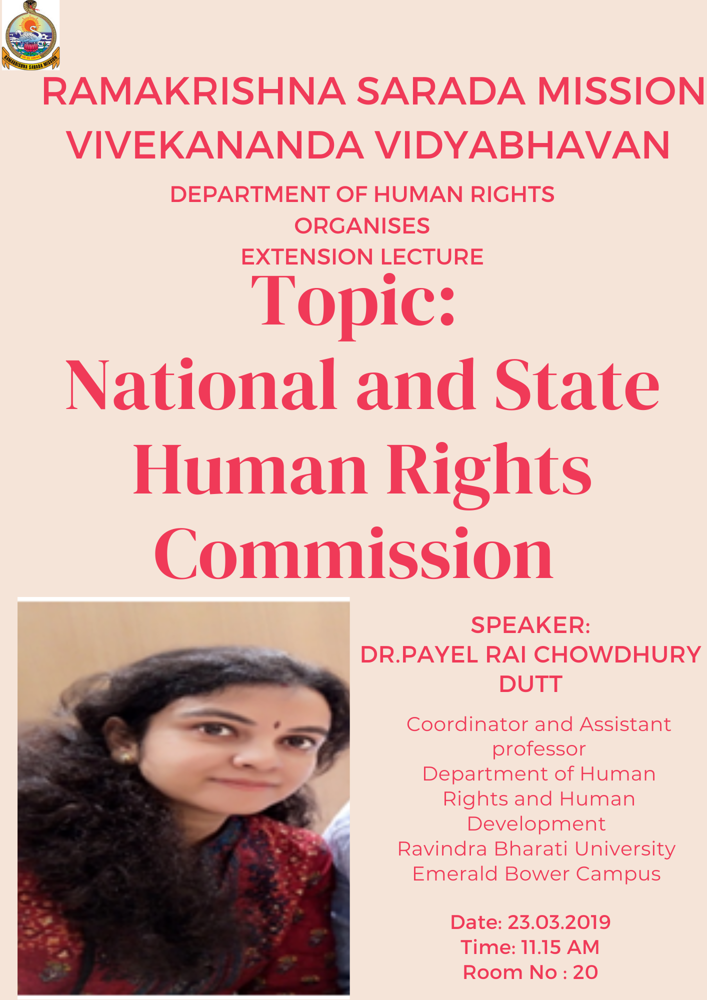 RAMAKRISHNA SARADA MISSION
RAMAKRISHNA SARADA MISSION
VIVEKANANDA VIDYABHAVAN
DEPARTMENT OF HUMAN RIGHTS
ORGANISES
EXTENSION LECTURE
Topic:
National and State
Human Rights
Commission
SPEAKER:
DR.PAYEL RAI CHOWDHURY
DUTT
Coordinator and Assistant
professor
Department of Human
Rights and Human
Development
Ravindra Bharati University
Emerald Bower Campus
Date: 23.03.2019
Time: 11.15 AM
Room No : 20